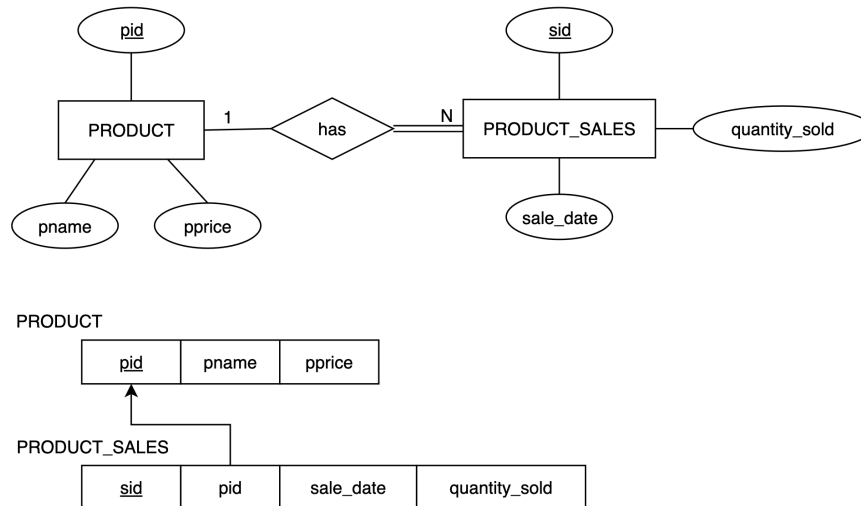 pid
sid
PRODUCT
1
has
N
PRODUCT_SALES
quantity_sold
pname
pprice
sale_date
PRODUCT
pid pname pprice
PRODUCT_SALES
sid pid sale_date quantity_sold